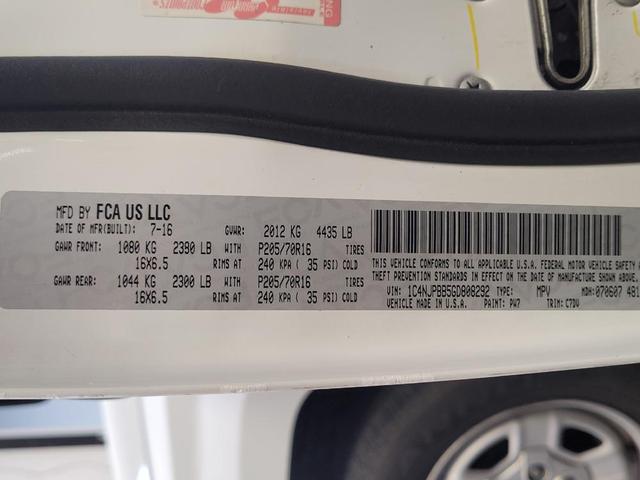 MFD BY FCA US LLC
DATE OF MFR(BUILT): 7-16 GVWR: 2012 KG 4435 LB
GAWR FRONT: 1080 KG 2380 LB WITH P205/70R16 TIRES
16X6.5 RIMS AT 240 KPA ( 35 PSI) COLD
GAWR REAR: 1044 KG 2300 LB WITH P205/70R16 TIRES
16X6.5 RIMS AT 240 KPA ( 35 PSI) COLD
THIS VEHICLE CONFORMS TO ALL APPLICABLE U.S.A. FEDERAL MOTOR VEHICLE SAFETY
THEFT PREVENTION STANDARDS IN EFFECT ON THE DATE OF MANUFACTURE SHOWN ABOVE.
VIN: 1C4NJPBB5GD808292 TYPE: MPV MDH: 070607 481
VEHICLE MADE IN U.S.A. PAINT: PW7 TRIM: C7DV